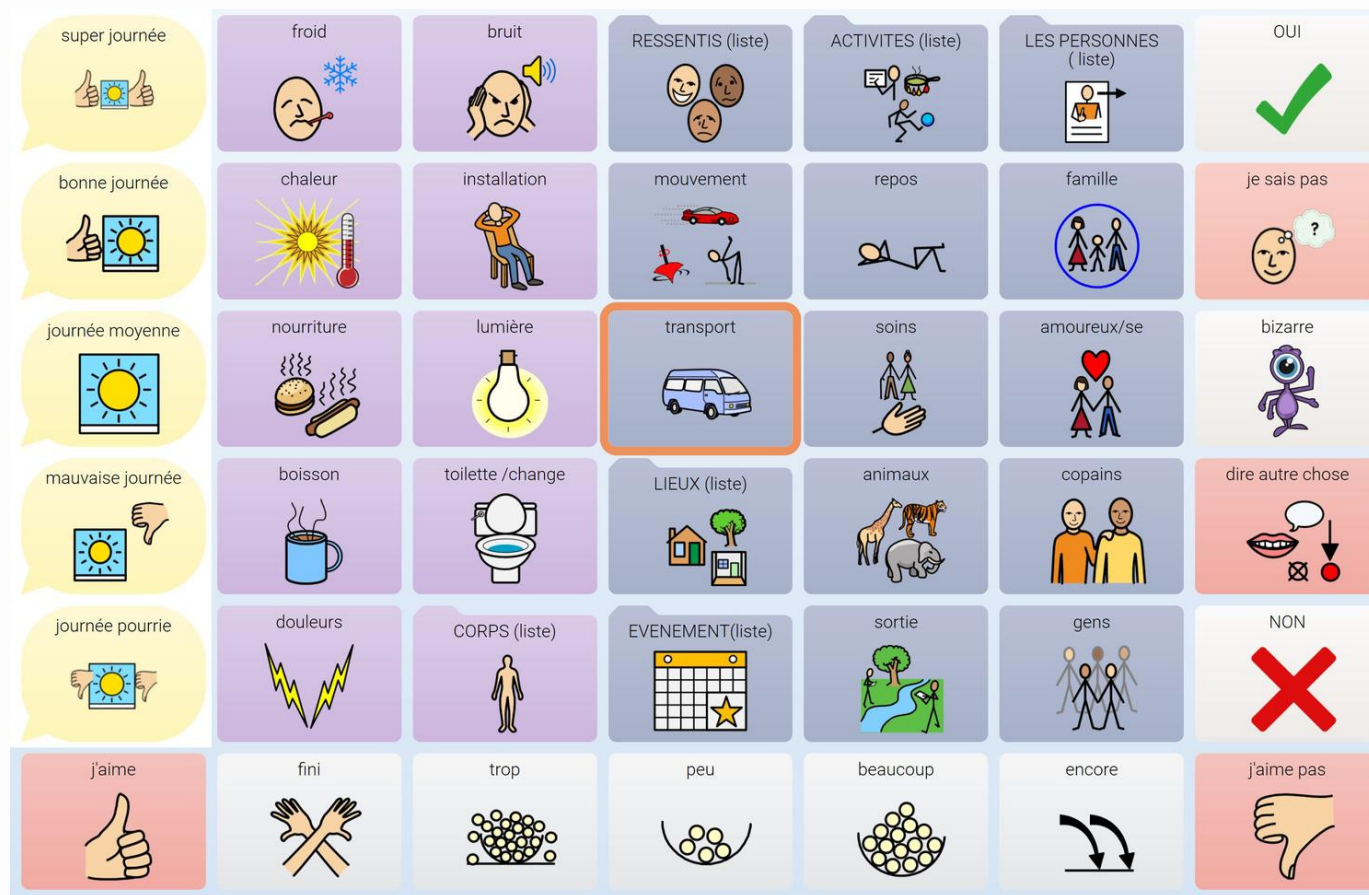 super journée
froid
bruit
RESSENTIS (liste)
ACTIVITES (liste)
LES PERSONNES
( liste)
OUI
bonne journée
chaleur
installation
mouvement
repos
famille
je sais pas
?
journée moyenne
nourriture
lumière
transport
soins
amoureux/se
bizarre
mauvaise journée
boisson
toilette /change
LIEUX (liste)
animaux
copains
dire autre chose
journée pourrie
douleurs
CORPS (liste)
EVENEMENT(liste)
sortie
gens
NON
j'aime
fini
trop
peu
beaucoup
encore
j'aime pas